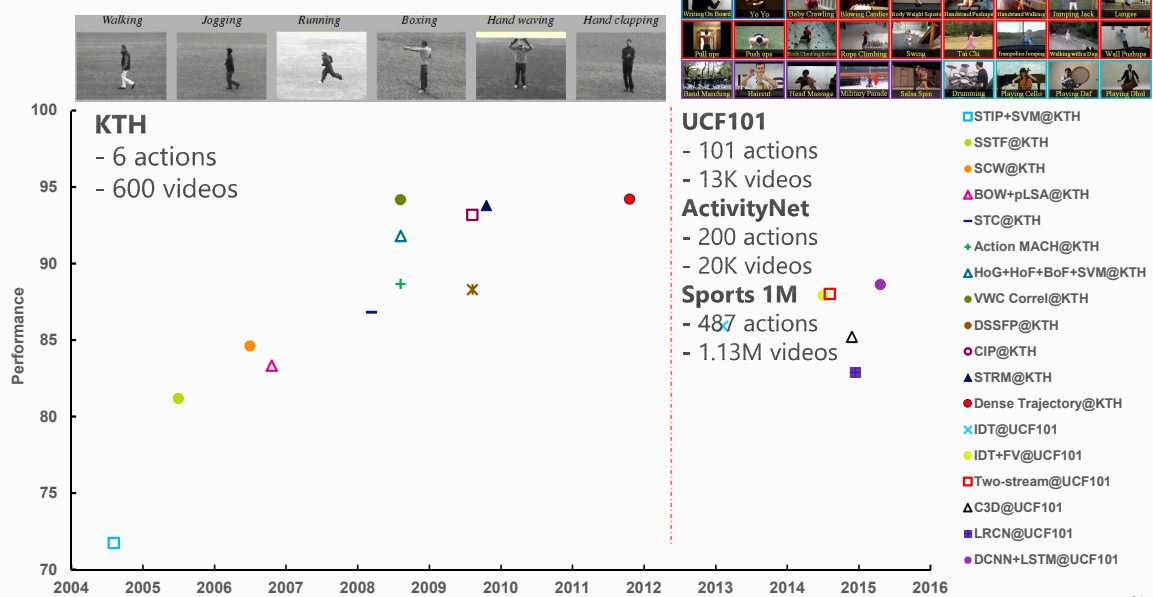 Walking Jogging Running Boxing Hand waving Hand clapping
Writing On Board Yo Yo Baby Crawling Blowing Candles Body Weight Squats Handstand Pushups Handstand Walking Jumping Jack Lunges
Pull ups Push ups Rock Climbing Indoor Rope Climbing Swing Tai Chi Trampoline Jumping Walking with a Dog Wall Pushups
Band Marching Haircut Head Massage Military Parade Salsa Spin Drumming Playing Cello Playing Daf Playing Dhol
KTH
- 6 actions
- 600 videos
UCF101
- 101 actions
- 13K videos
ActivityNet
- 200 actions
- 20K videos
Sports 1M
- 487 actions
- 1.13M videos
Performance
100
95
90
85
80
75
70
2004 2005 2006 2007 2008 2009 2010 2011 2012 2013 2014 2015 2016
STIP+SVM@KTH
SSTF@KTH
SCW@KTH
BOW+pLSA@KTH
STC@KTH
Action MACH@KTH
HoG+HoF+BoF+SVM@KTH
VWC Correl@KTH
DSSFP@KTH
CIP@KTH
STRM@KTH
Dense Trajectory@KTH
IDT@UCF101
IDT+FV@UCF101
Two-stream@UCF101
C3D@UCF101
LRCN@UCF101
DCNN+LSTM@UCF101